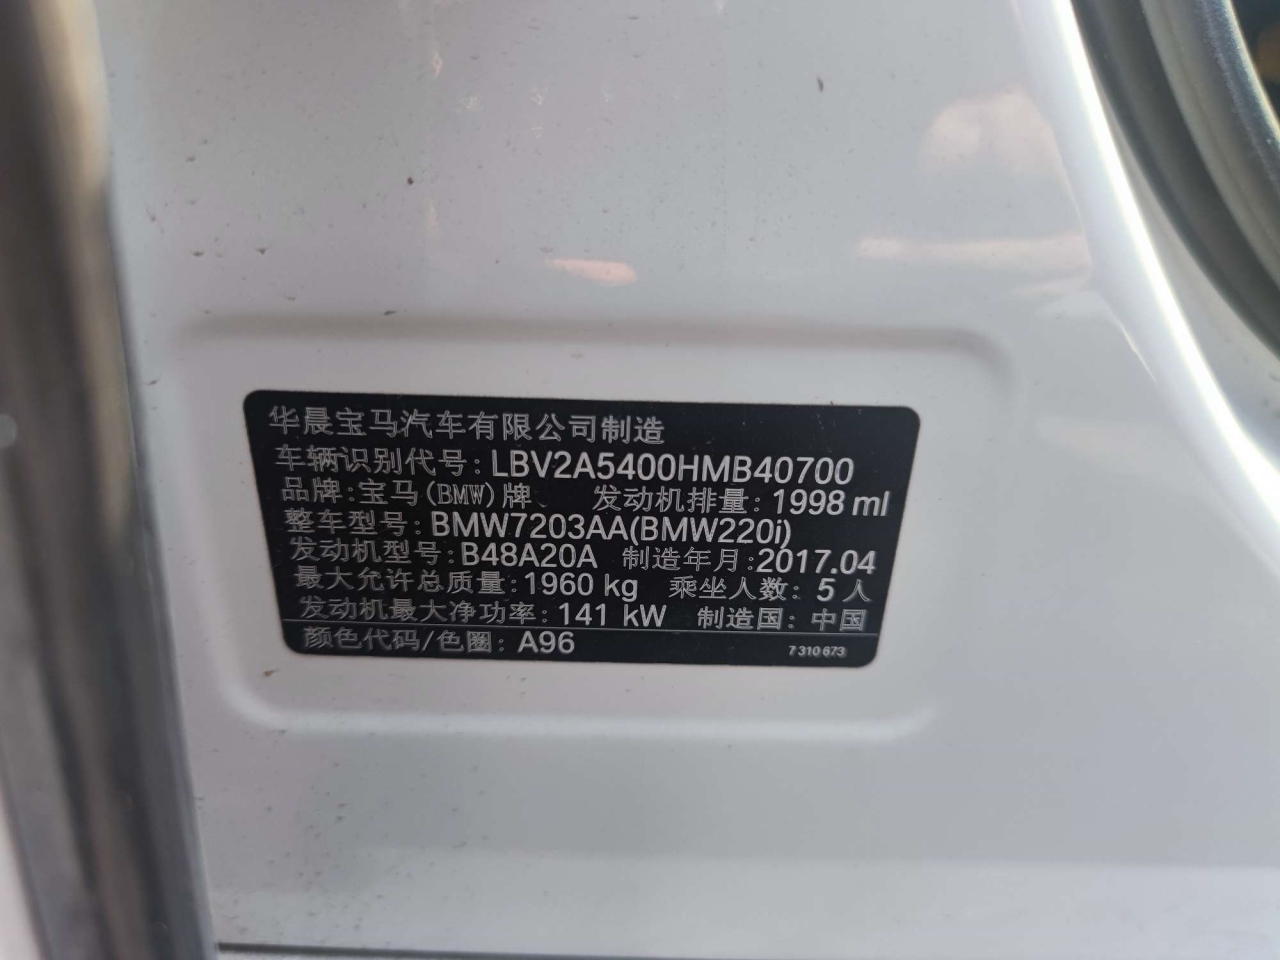 华晨宝马汽车有限公司制造
车辆识别代号: LBV2A5400HMB40700
品牌:宝马(BMW)牌 发动机排量:1998 ml
整车型号: BMW7203AA(BMW220i)
发动机型号:B48A20A 制造年月:2017.04
最大允许总质量:1960 kg 乘坐人数: 5 人
发动机最大净功率: 141 kW 制造国: 中国
颜色代码/色圈: A96 7 310 673